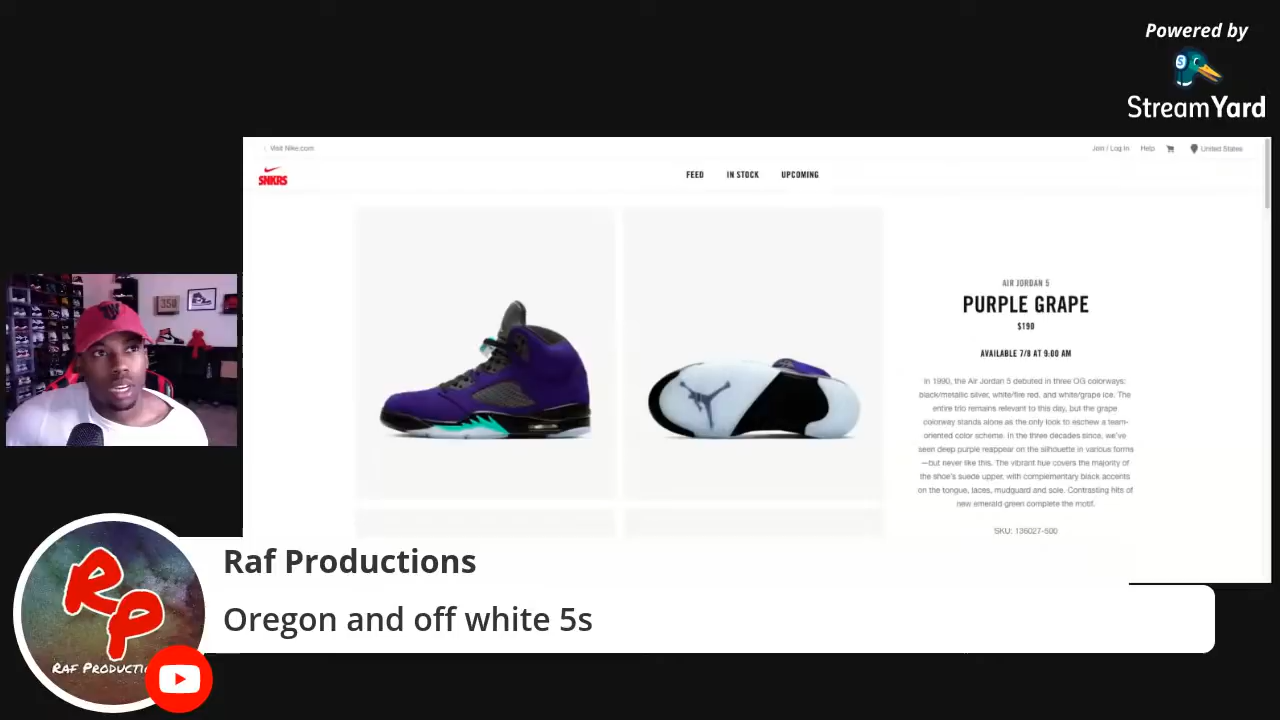 Powered by
StreamYard
Visit Nike.com
Join / Log In Help United States
SNKRS
FEED IN STOCK UPCOMING
AIR JORDAN 5
PURPLE GRAPE
$190
AVAILABLE 7/8 AT 9:00 AM
In 1990, the Air Jordan 5 debuted in three OG colorways:
black/metallic silver, white/fire red, and white/grape ice. The
entire trio remains relevant to this day, but the grape
colorway stands alone as the only look to eschew a team-
oriented color scheme. In the three decades since, we've
seen deep purple reappear on the silhouette in various forms
—but never like this. The vibrant hue covers the majority of
the shoe's suede upper, with complementary black accents
on the tongue, laces, mudguard and sole. Contrasting hits of
new emerald green complete the motif.
SKU: 136027-500
350
RP
RAF PRODUCTI
Raf Productions
Oregon and off white 5s